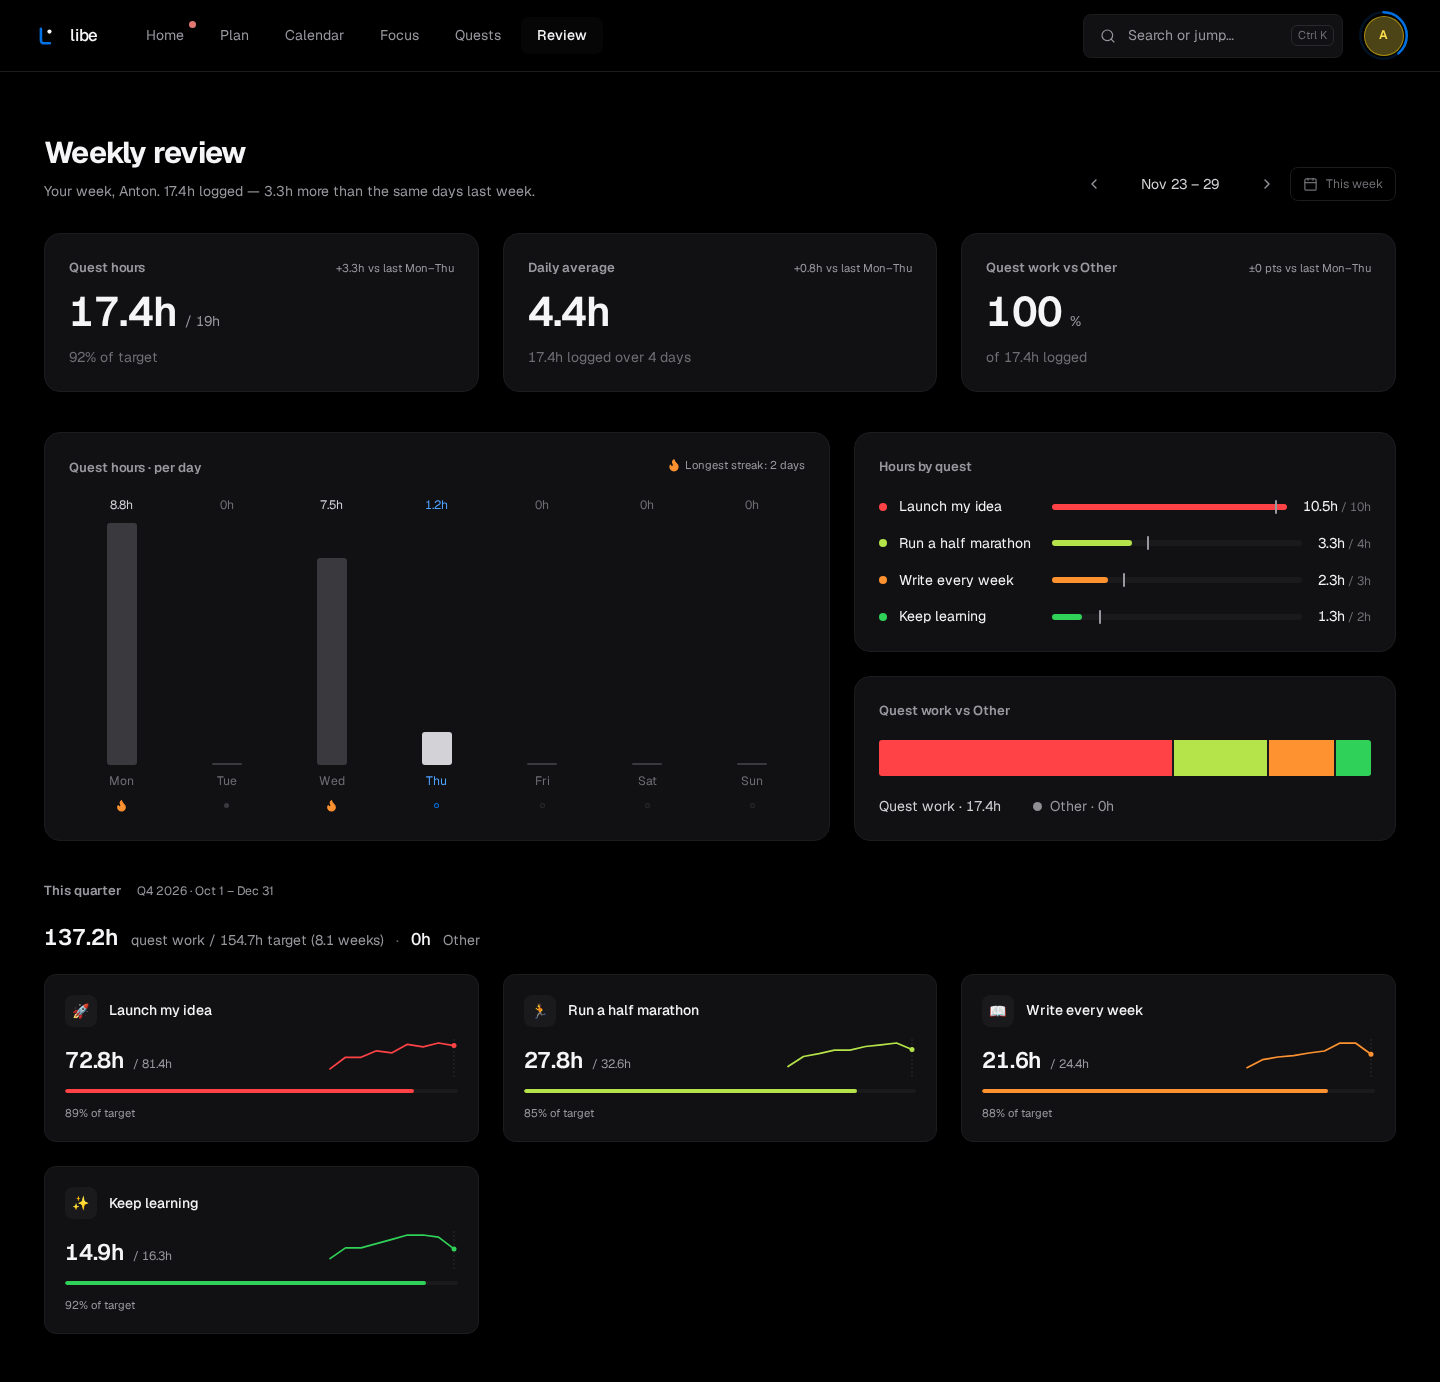 libe
Home
Plan
Calendar
Focus
Quests
Review
Search or jump...
Ctrl K
A
Weekly review
Your week, Anton. 17.4h logged — 3.3h more than the same days last week.
Nov 23 – 29
This week
Quest hours
+3.3h vs last Mon–Thu
17.4h / 19h
92% of target
Daily average
+0.8h vs last Mon–Thu
4.4h
17.4h logged over 4 days
Quest work vs Other
±0 pts vs last Mon–Thu
100 %
of 17.4h logged
Quest hours · per day
Longest streak: 2 days
8.8h
0h
7.5h
1.2h
0h
0h
0h
Mon
Tue
Wed
Thu
Fri
Sat
Sun
Hours by quest
Launch my idea
10.5h / 10h
Run a half marathon
3.3h / 4h
Write every week
2.3h / 3h
Keep learning
1.3h / 2h
Quest work vs Other
Quest work · 17.4h
Other · 0h
This quarter
Q4 2026 · Oct 1 – Dec 31
137.2h quest work / 154.7h target (8.1 weeks) · 0h Other
Launch my idea
72.8h / 81.4h
89% of target
Run a half marathon
27.8h / 32.6h
85% of target
Write every week
21.6h / 24.4h
88% of target
Keep learning
14.9h / 16.3h
92% of target